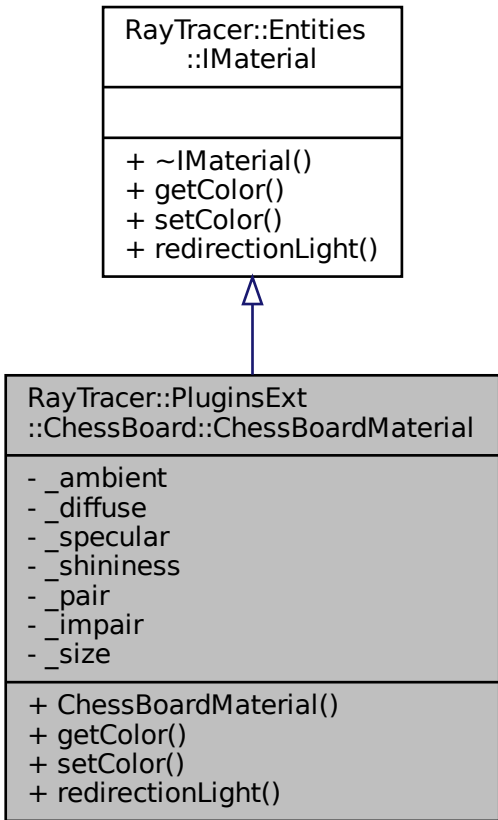 RayTracer::Entities
::IMaterial
+ ~IMaterial()
+ getColor()
+ setColor()
+ redirectionLight()
RayTracer::PluginsExt
::ChessBoard::ChessBoardMaterial
- _ambient
- _diffuse
- _specular
- _shininess
- _pair
- _impair
- _size
+ ChessBoardMaterial()
+ getColor()
+ setColor()
+ redirectionLight()